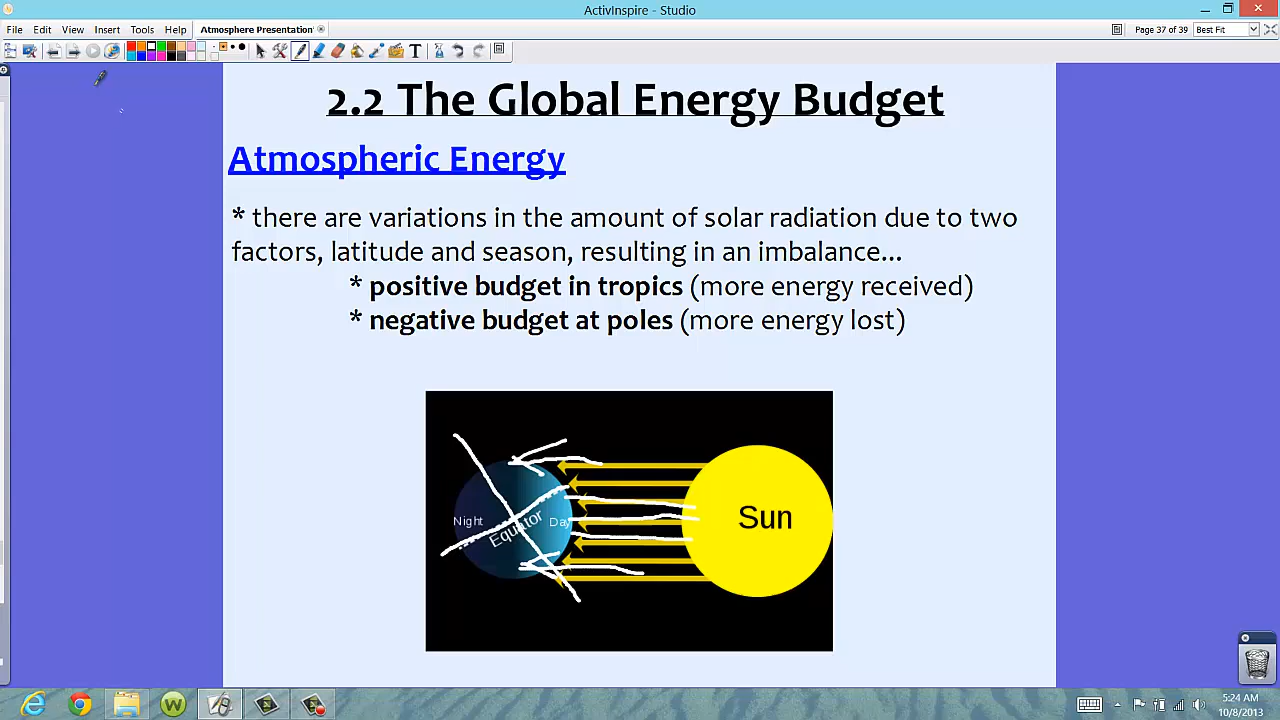 ActivInspire - Studio
File Edit View Insert Tools Help Atmosphere Presentation Page 37 of 39 Best Fit
2.2 The Global Energy Budget
Atmospheric Energy
* there are variations in the amount of solar radiation due to two
factors, latitude and season, resulting in an imbalance...
* positive budget in tropics (more energy received)
* negative budget at poles (more energy lost)
Night Equator Day Sun
5:24 AM
10/8/2013